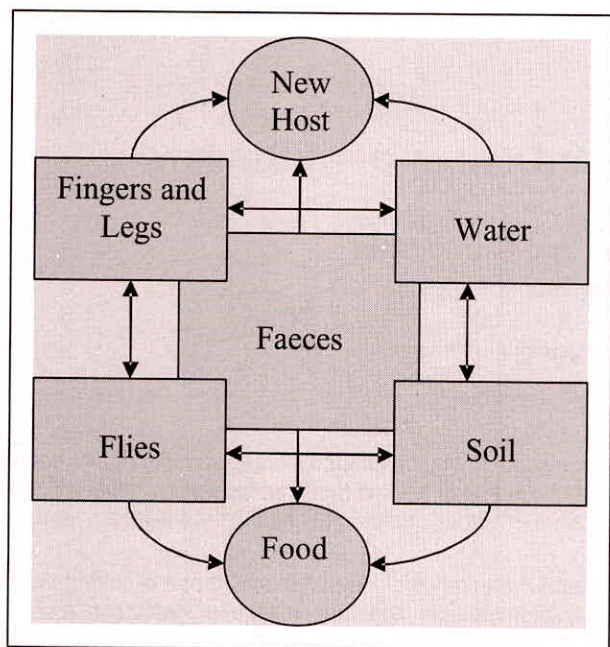 New
Host
Fingers and
Legs
Water
Faeces
Flies
Soil
Food